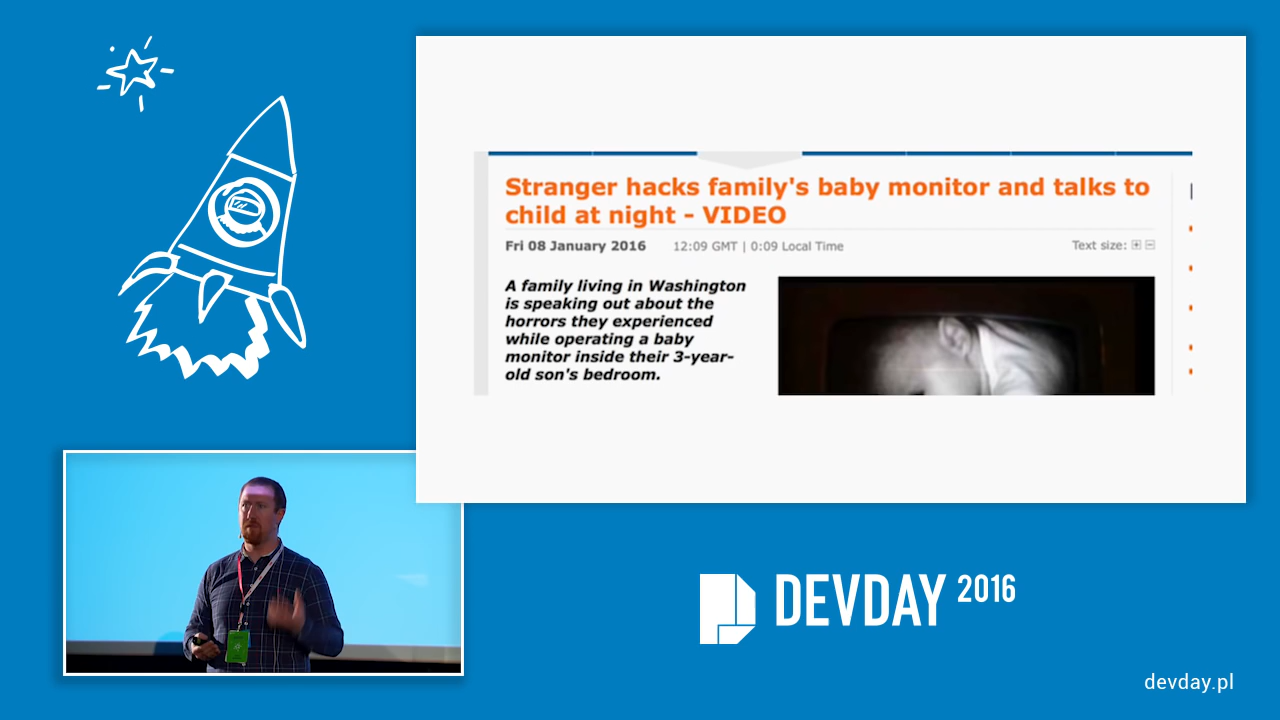 Stranger hacks family's baby monitor and talks to
child at night - VIDEO
Fri 08 January 2016 12:09 GMT | 0:09 Local Time
Text size:
A family living in Washington
is speaking out about the
horrors they experienced
while operating a baby
monitor inside their 3-year-
old son's bedroom.
DEVDAY 2016
devday.pl